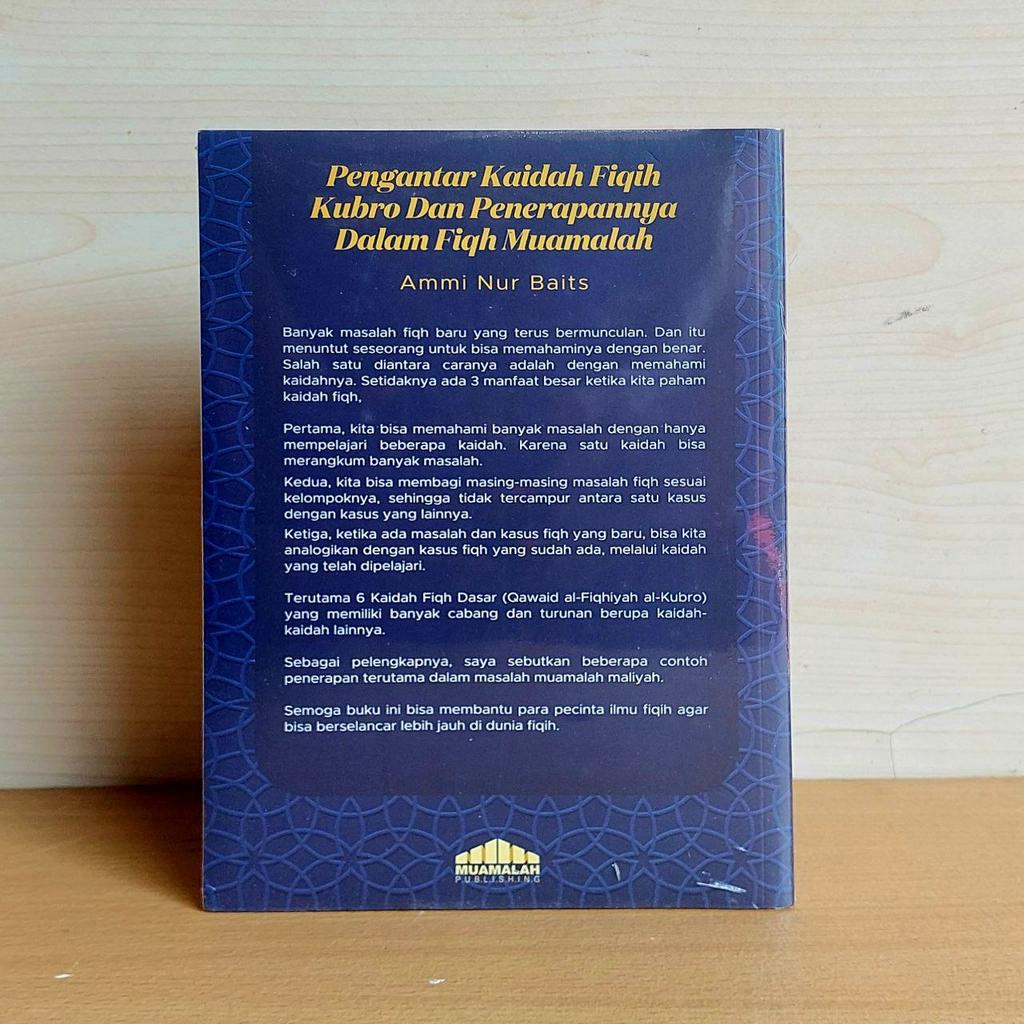 Pengantar Kaidah Fiqih
Kubro Dan Penerapannya
Dalam Fiqh Muamalah
Ammi Nur Baits
Banyak masalah fiqh baru yang terus bermunculan. Dan itu
menuntut seseorang untuk bisa memahaminya dengan benar.
Salah satu diantara caranya adalah dengan memahami
kaidahnya. Setidaknya ada 3 manfaat besar ketika kita paham
kaidah fiqh,
Pertama, kita bisa memahami banyak masalah dengan hanya
mempelajari beberapa kaidah. Karena satu kaidah bisa
merangkum banyak masalah.
Kedua, kita bisa membagi masing-masing masalah fiqh sesuai
kelompoknya, sehingga tidak tercampur antara satu kasus
dengan kasus yang lainnya.
Ketiga, ketika ada masalah dan kasus fiqh yang baru, bisa kita
analogikan dengan kasus fiqh yang sudah ada, melalui kaidah
yang telah dipelajari.
Terutama 6 Kaidah Fiqh Dasar (Qawaid al-Fiqhiyah al-Kubro)
yang memiliki banyak cabang dan turunan berupa kaidah-
kaidah lainnya.
Sebagai pelengkapnya, saya sebutkan beberapa contoh
penerapan terutama dalam masalah muamalah maliyah.
Semoga buku ini bisa membantu para pecinta ilmu fiqih agar
bisa berselancar lebih jauh di dunia fiqih.
MUAMALAH
PUBLISHING